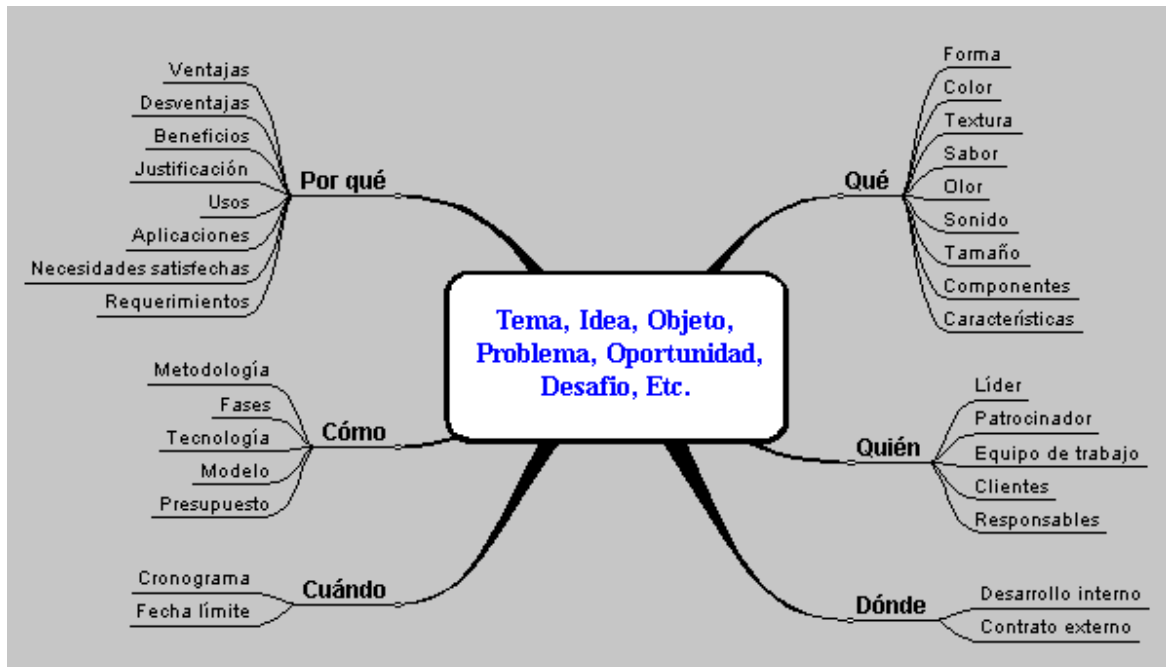 Tema, Idea, Objeto,
Problema, Oportunidad,
Desafio, Etc.
Por qué
Ventajas
Desventajas
Beneficios
Justificación
Usos
Aplicaciones
Necesidades satisfechas
Requerimientos
Cómo
Metodología
Fases
Tecnología
Modelo
Presupuesto
Cuándo
Cronograma
Fecha límite
Qué
Forma
Color
Textura
Sabor
Olor
Sonido
Tamaño
Componentes
Características
Quién
Líder
Patrocinador
Equipo de trabajo
Clientes
Responsables
Dónde
Desarrollo interno
Contrato externo